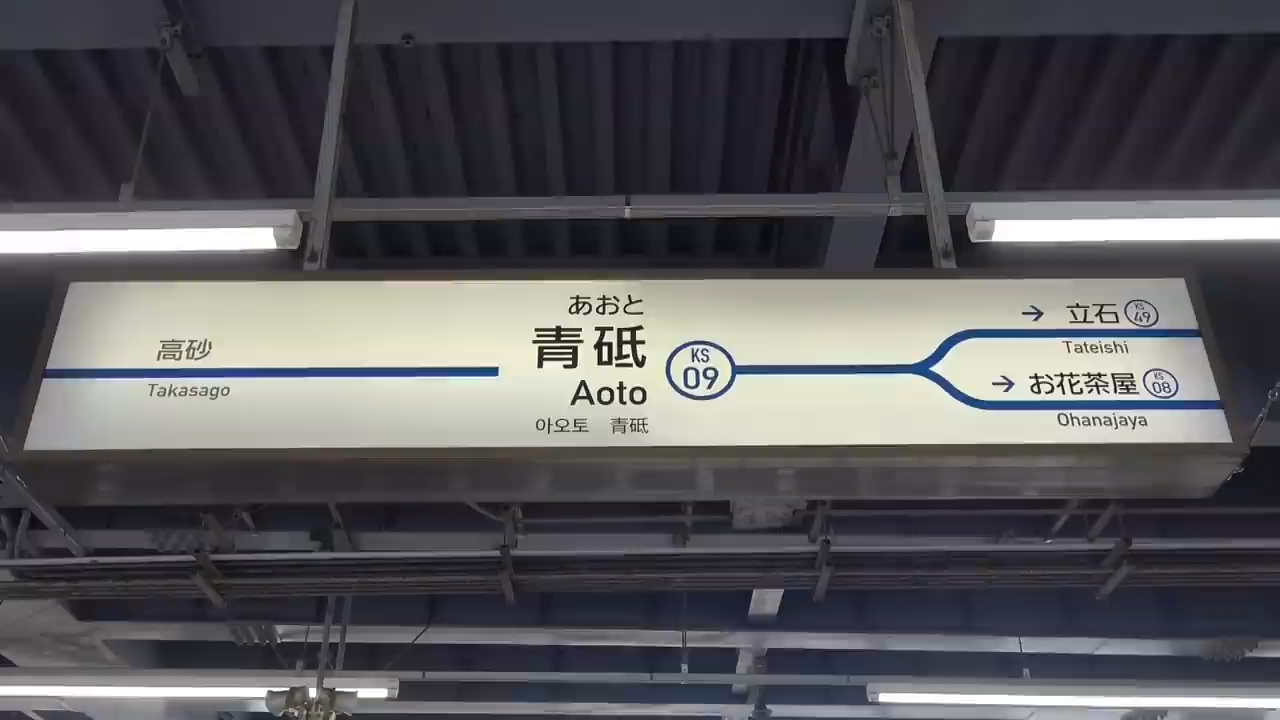 高砂
Takasago
あおと
青砥
Aoto
아오토 青砥
KS
09
→ 立石 KS 49
Tateishi
→ お花茶屋 KS 08
Ohanajaya